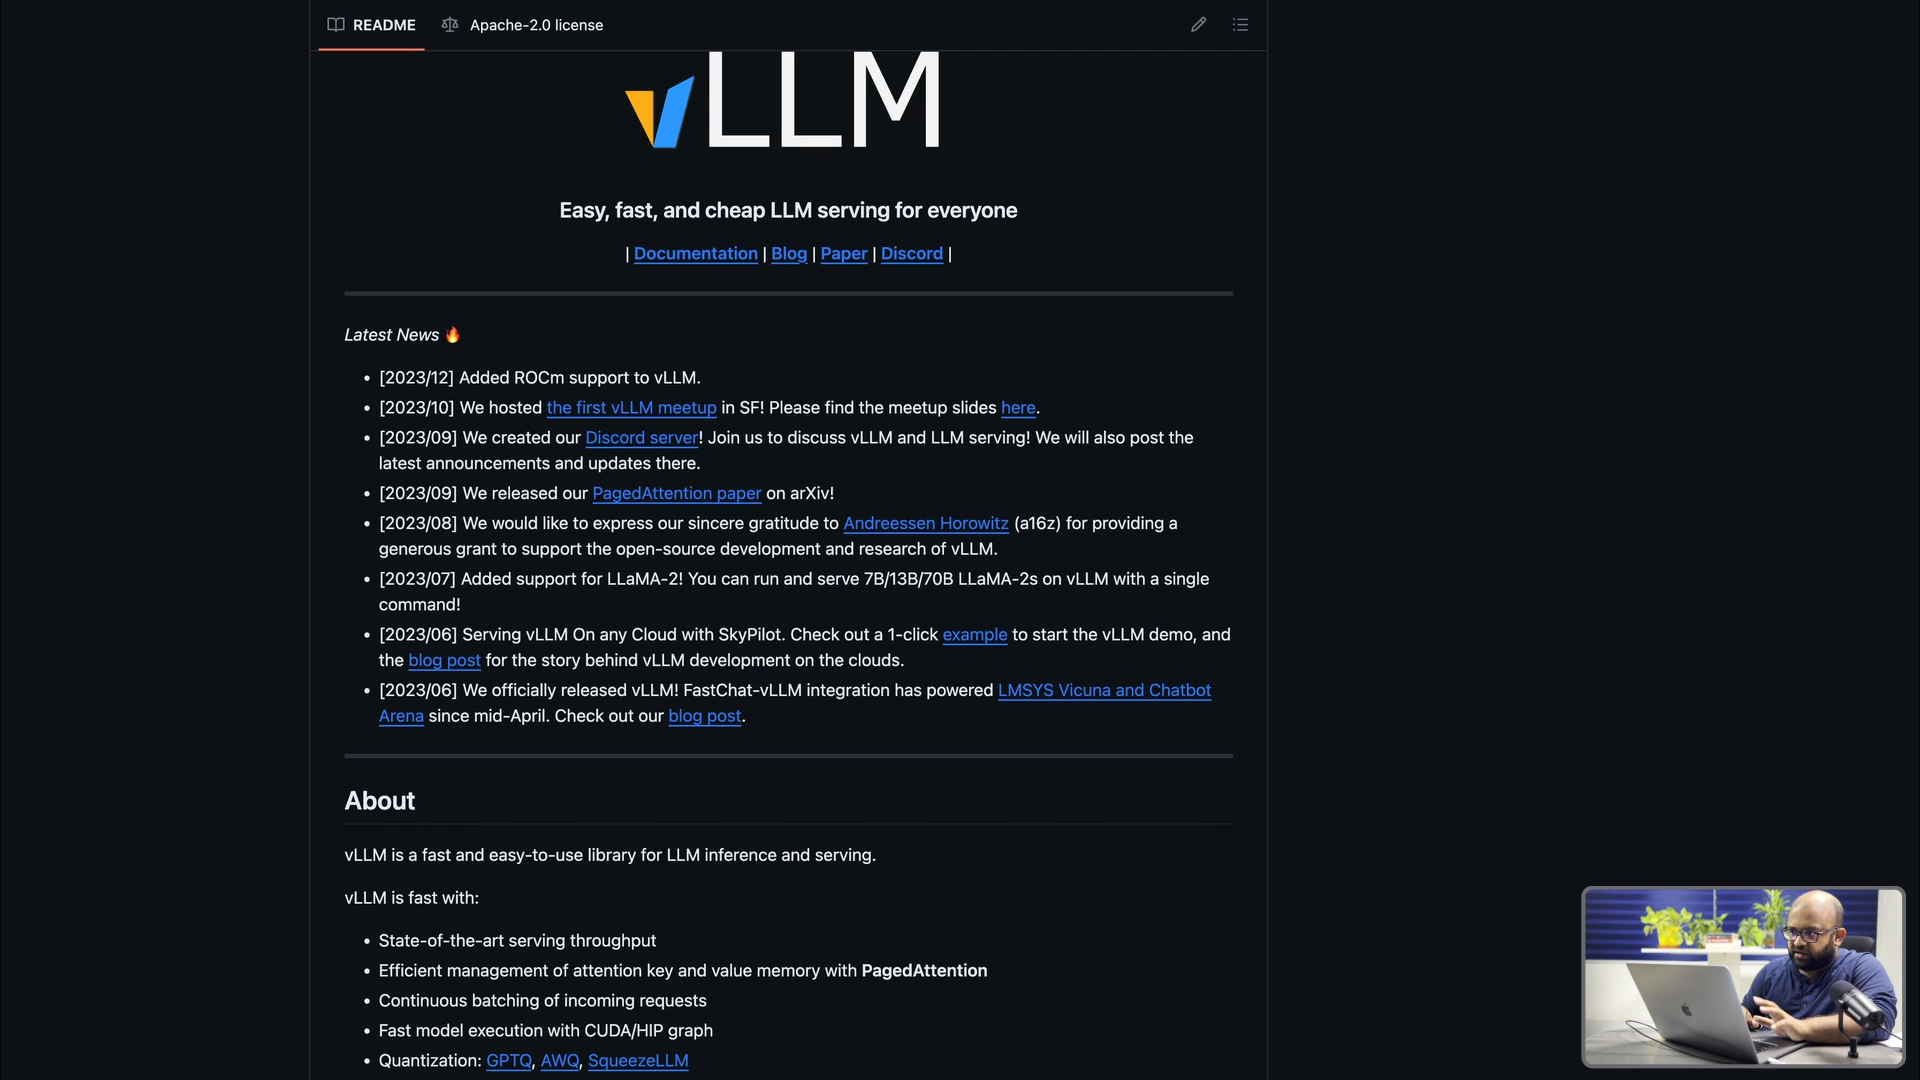 README Apache-2.0 license
vLLM
Easy, fast, and cheap LLM serving for everyone
| Documentation | Blog | Paper | Discord |
Latest News 🔥
• [2023/12] Added ROCm support to vLLM.
• [2023/10] We hosted the first vLLM meetup in SF! Please find the meetup slides here.
• [2023/09] We created our Discord server! Join us to discuss vLLM and LLM serving! We will also post the
latest announcements and updates there.
• [2023/09] We released our PagedAttention paper on arXiv!
• [2023/08] We would like to express our sincere gratitude to Andreessen Horowitz (a16z) for providing a
generous grant to support the open-source development and research of vLLM.
• [2023/07] Added support for LLaMA-2! You can run and serve 7B/13B/70B LLaMA-2s on vLLM with a single
command!
• [2023/06] Serving vLLM On any Cloud with SkyPilot. Check out a 1-click example to start the vLLM demo, and
the blog post for the story behind vLLM development on the clouds.
• [2023/06] We officially released vLLM! FastChat-vLLM integration has powered LMSYS Vicuna and Chatbot
Arena since mid-April. Check out our blog post.
About
vLLM is a fast and easy-to-use library for LLM inference and serving.
vLLM is fast with:
• State-of-the-art serving throughput
• Efficient management of attention key and value memory with PagedAttention
• Continuous batching of incoming requests
• Fast model execution with CUDA/HIP graph
• Quantization: GPTQ, AWQ, SqueezeLLM